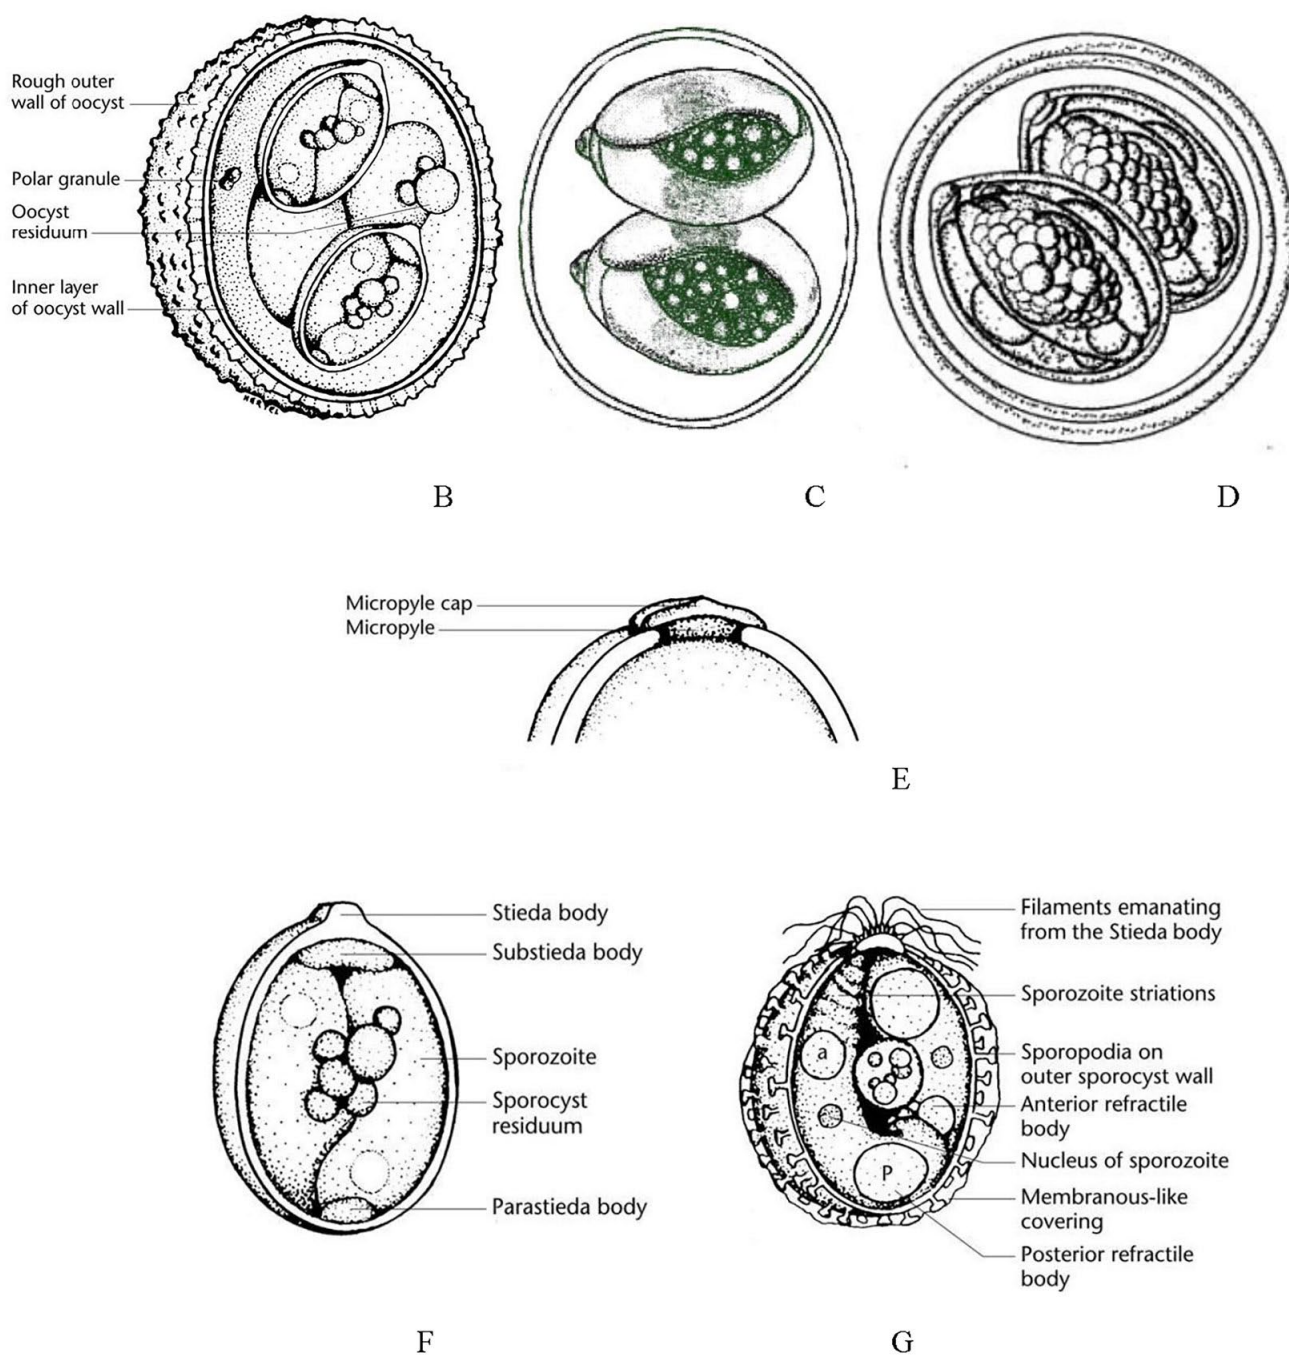 Rough outer
wall of oocyst
Polar granule
Oocyst
residuum
Inner layer
of oocyst wall
HERTEL
B
C
D
Micropyle cap
Micropyle
E
Stieda body
Substieda body
Sporozoite
Sporocyst
residuum
Parastieda body
F
a
P
Filaments emanating
from the Stieda body
Sporozoite striations
Sporopodia on
outer sporocyst wall
Anterior refractile
body
Nucleus of sporozoite
Membranous-like
covering
Posterior refractile
body
G